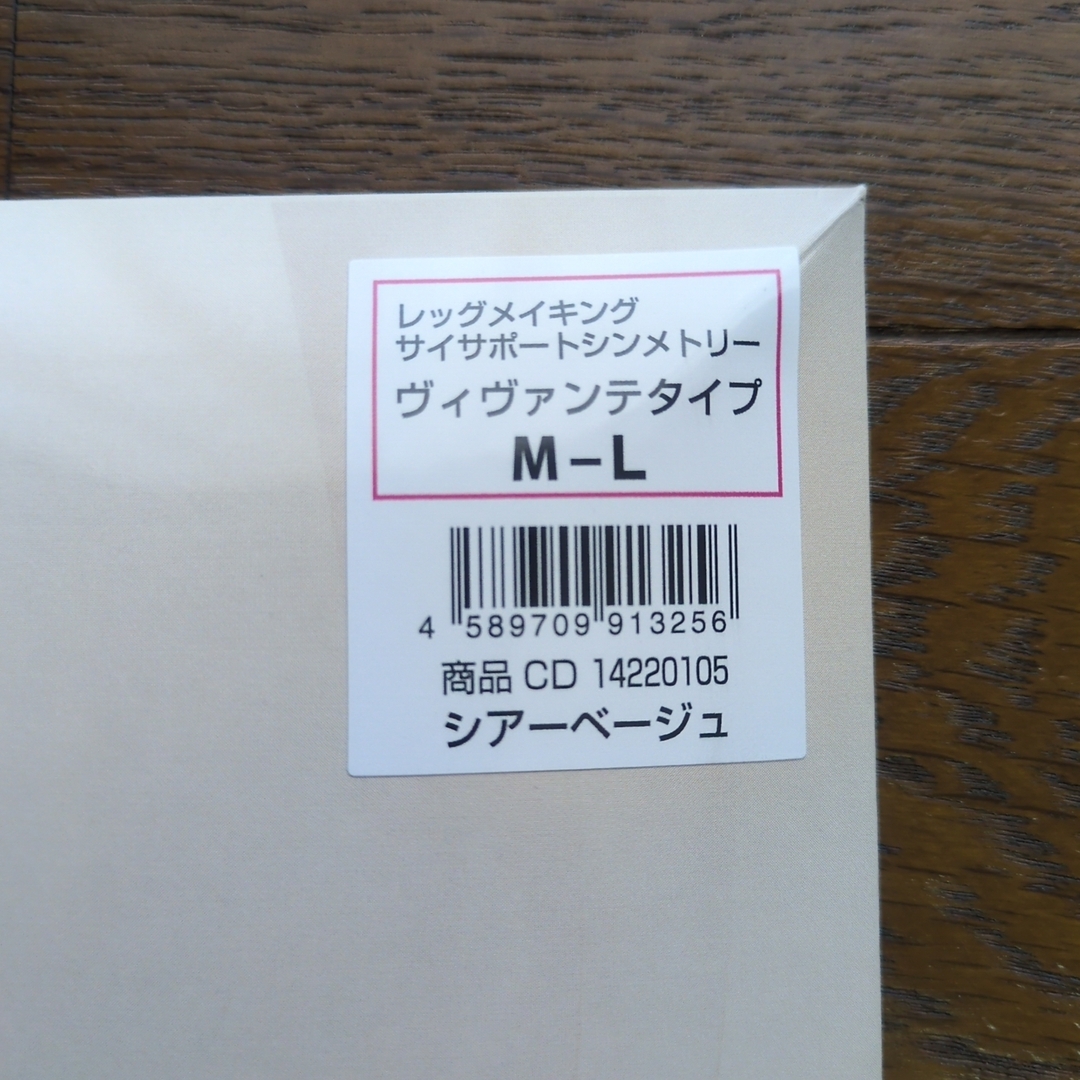 レッグメイキング
サイサポートシンメトリー
ヴィヴァンテタイプ
M−L
4 589709 913256
商品 CD 14220105
シアーベージュ